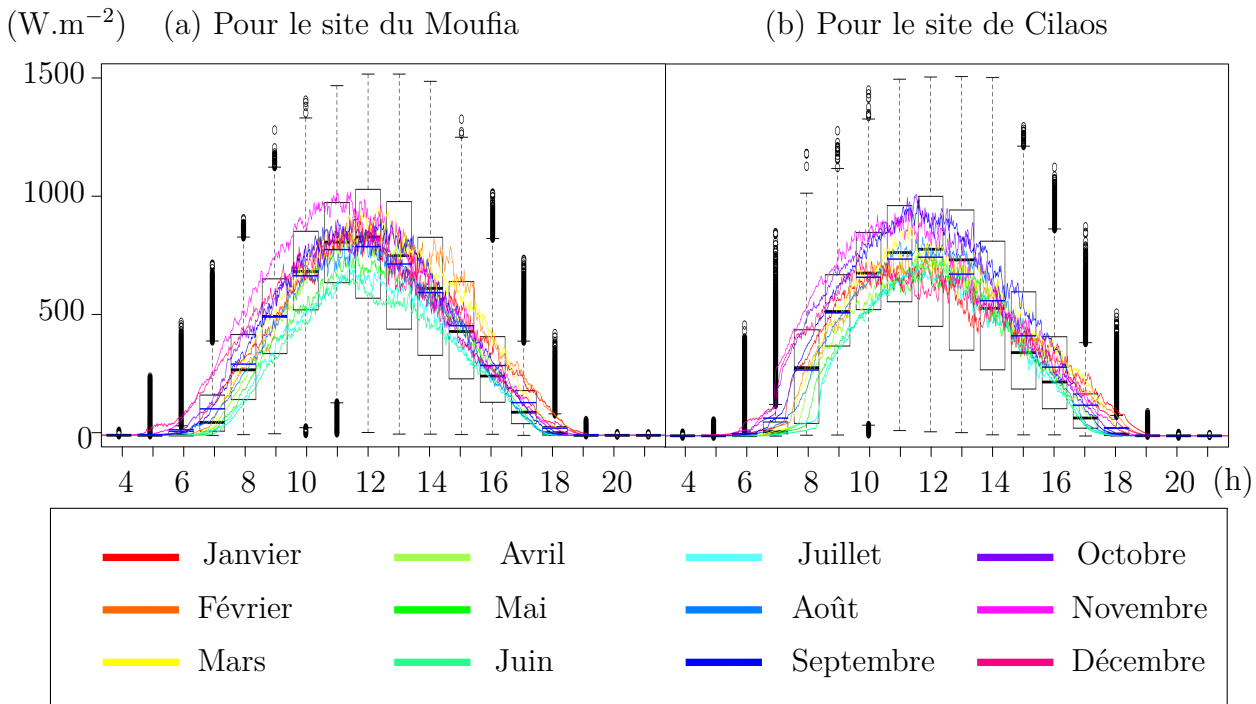 (W.m−2) (a) Pour le site du Moufia (b) Pour le site de Cilaos
1500
1000
500
0
4 6 8 10 12 14 16 18 20 4 6 8 10 12 14 16 18 20 (h)
Janvier Avril Juillet Octobre
Février Mai Août Novembre
Mars Juin Septembre Décembre